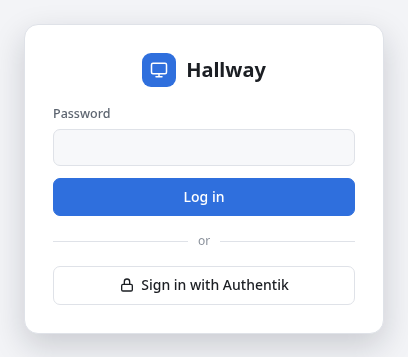 Hallway
Password
Log in
or
Sign in with Authentik